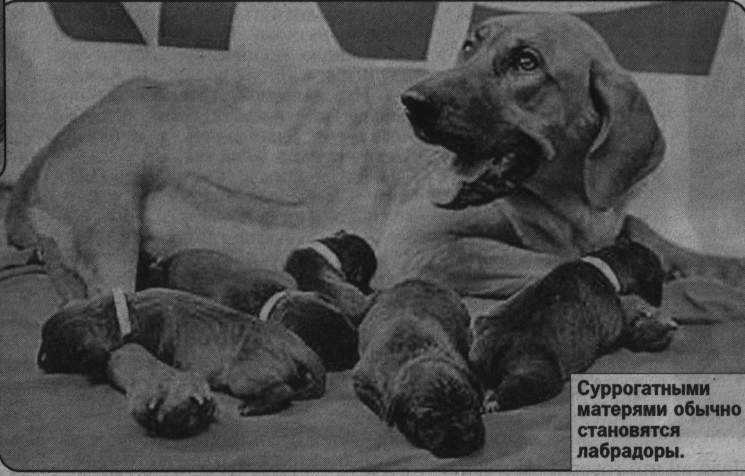 Суррогатными
матерями обычно
становятся
лабрадоры.